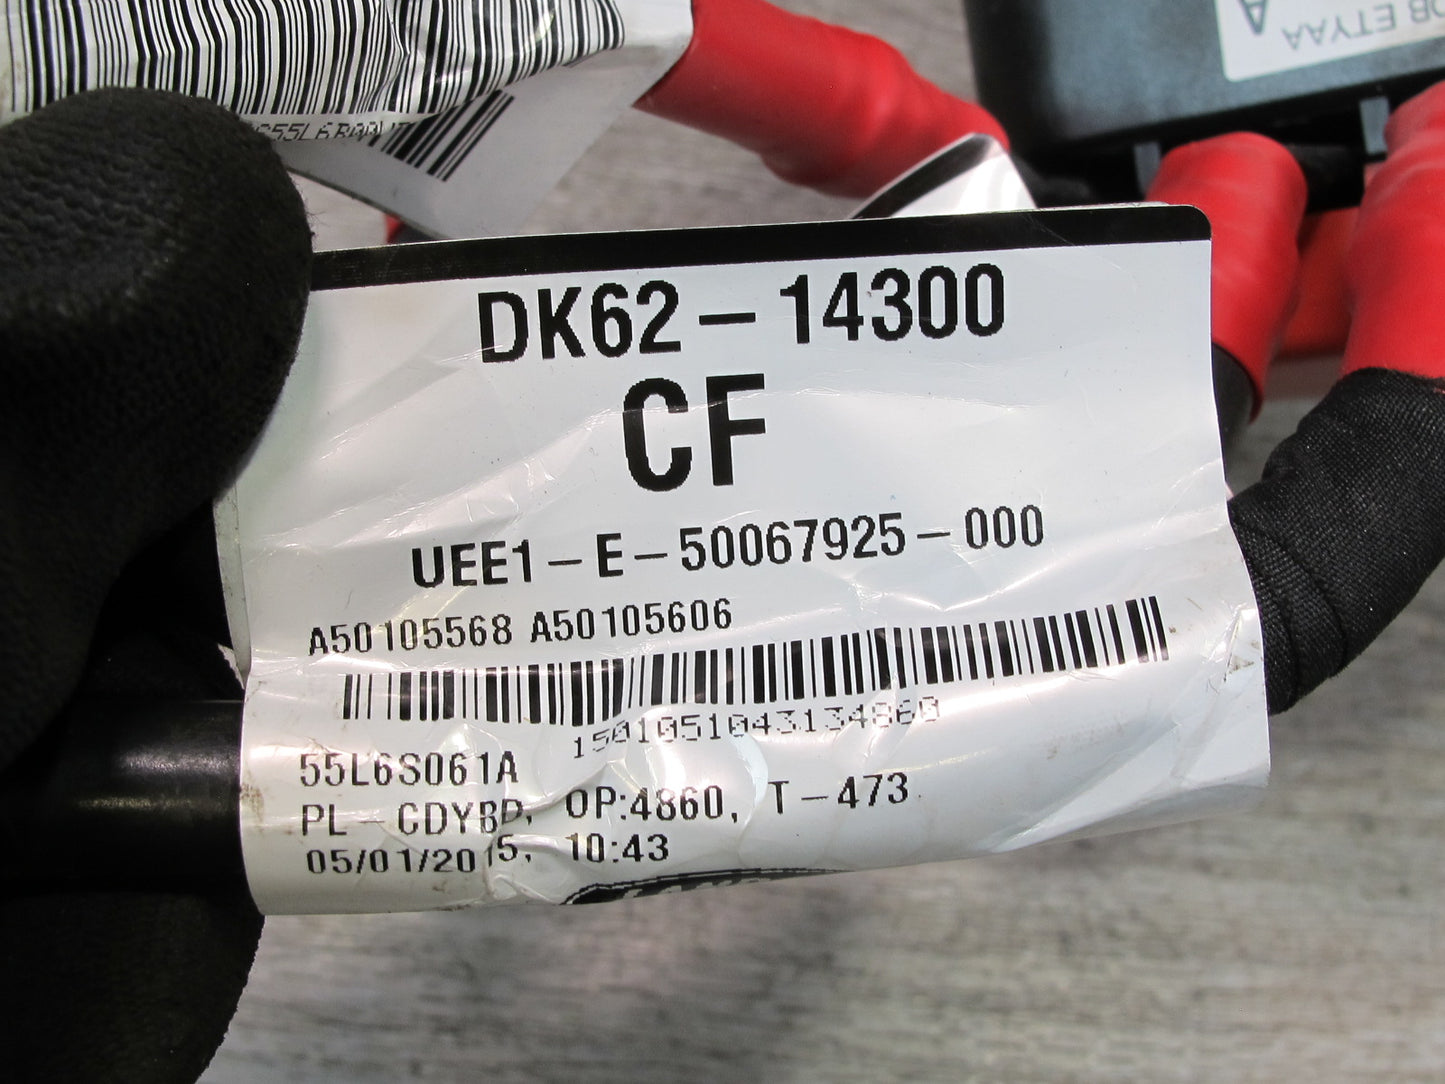 ETYAA
A
DK62-14300
CF
UEE1-E-50067925-000
A50105568 A50105606
1501051043134860
55L6S061A
PL-CDYBP, OP:4860, T-473
05/01/2015, 10:43